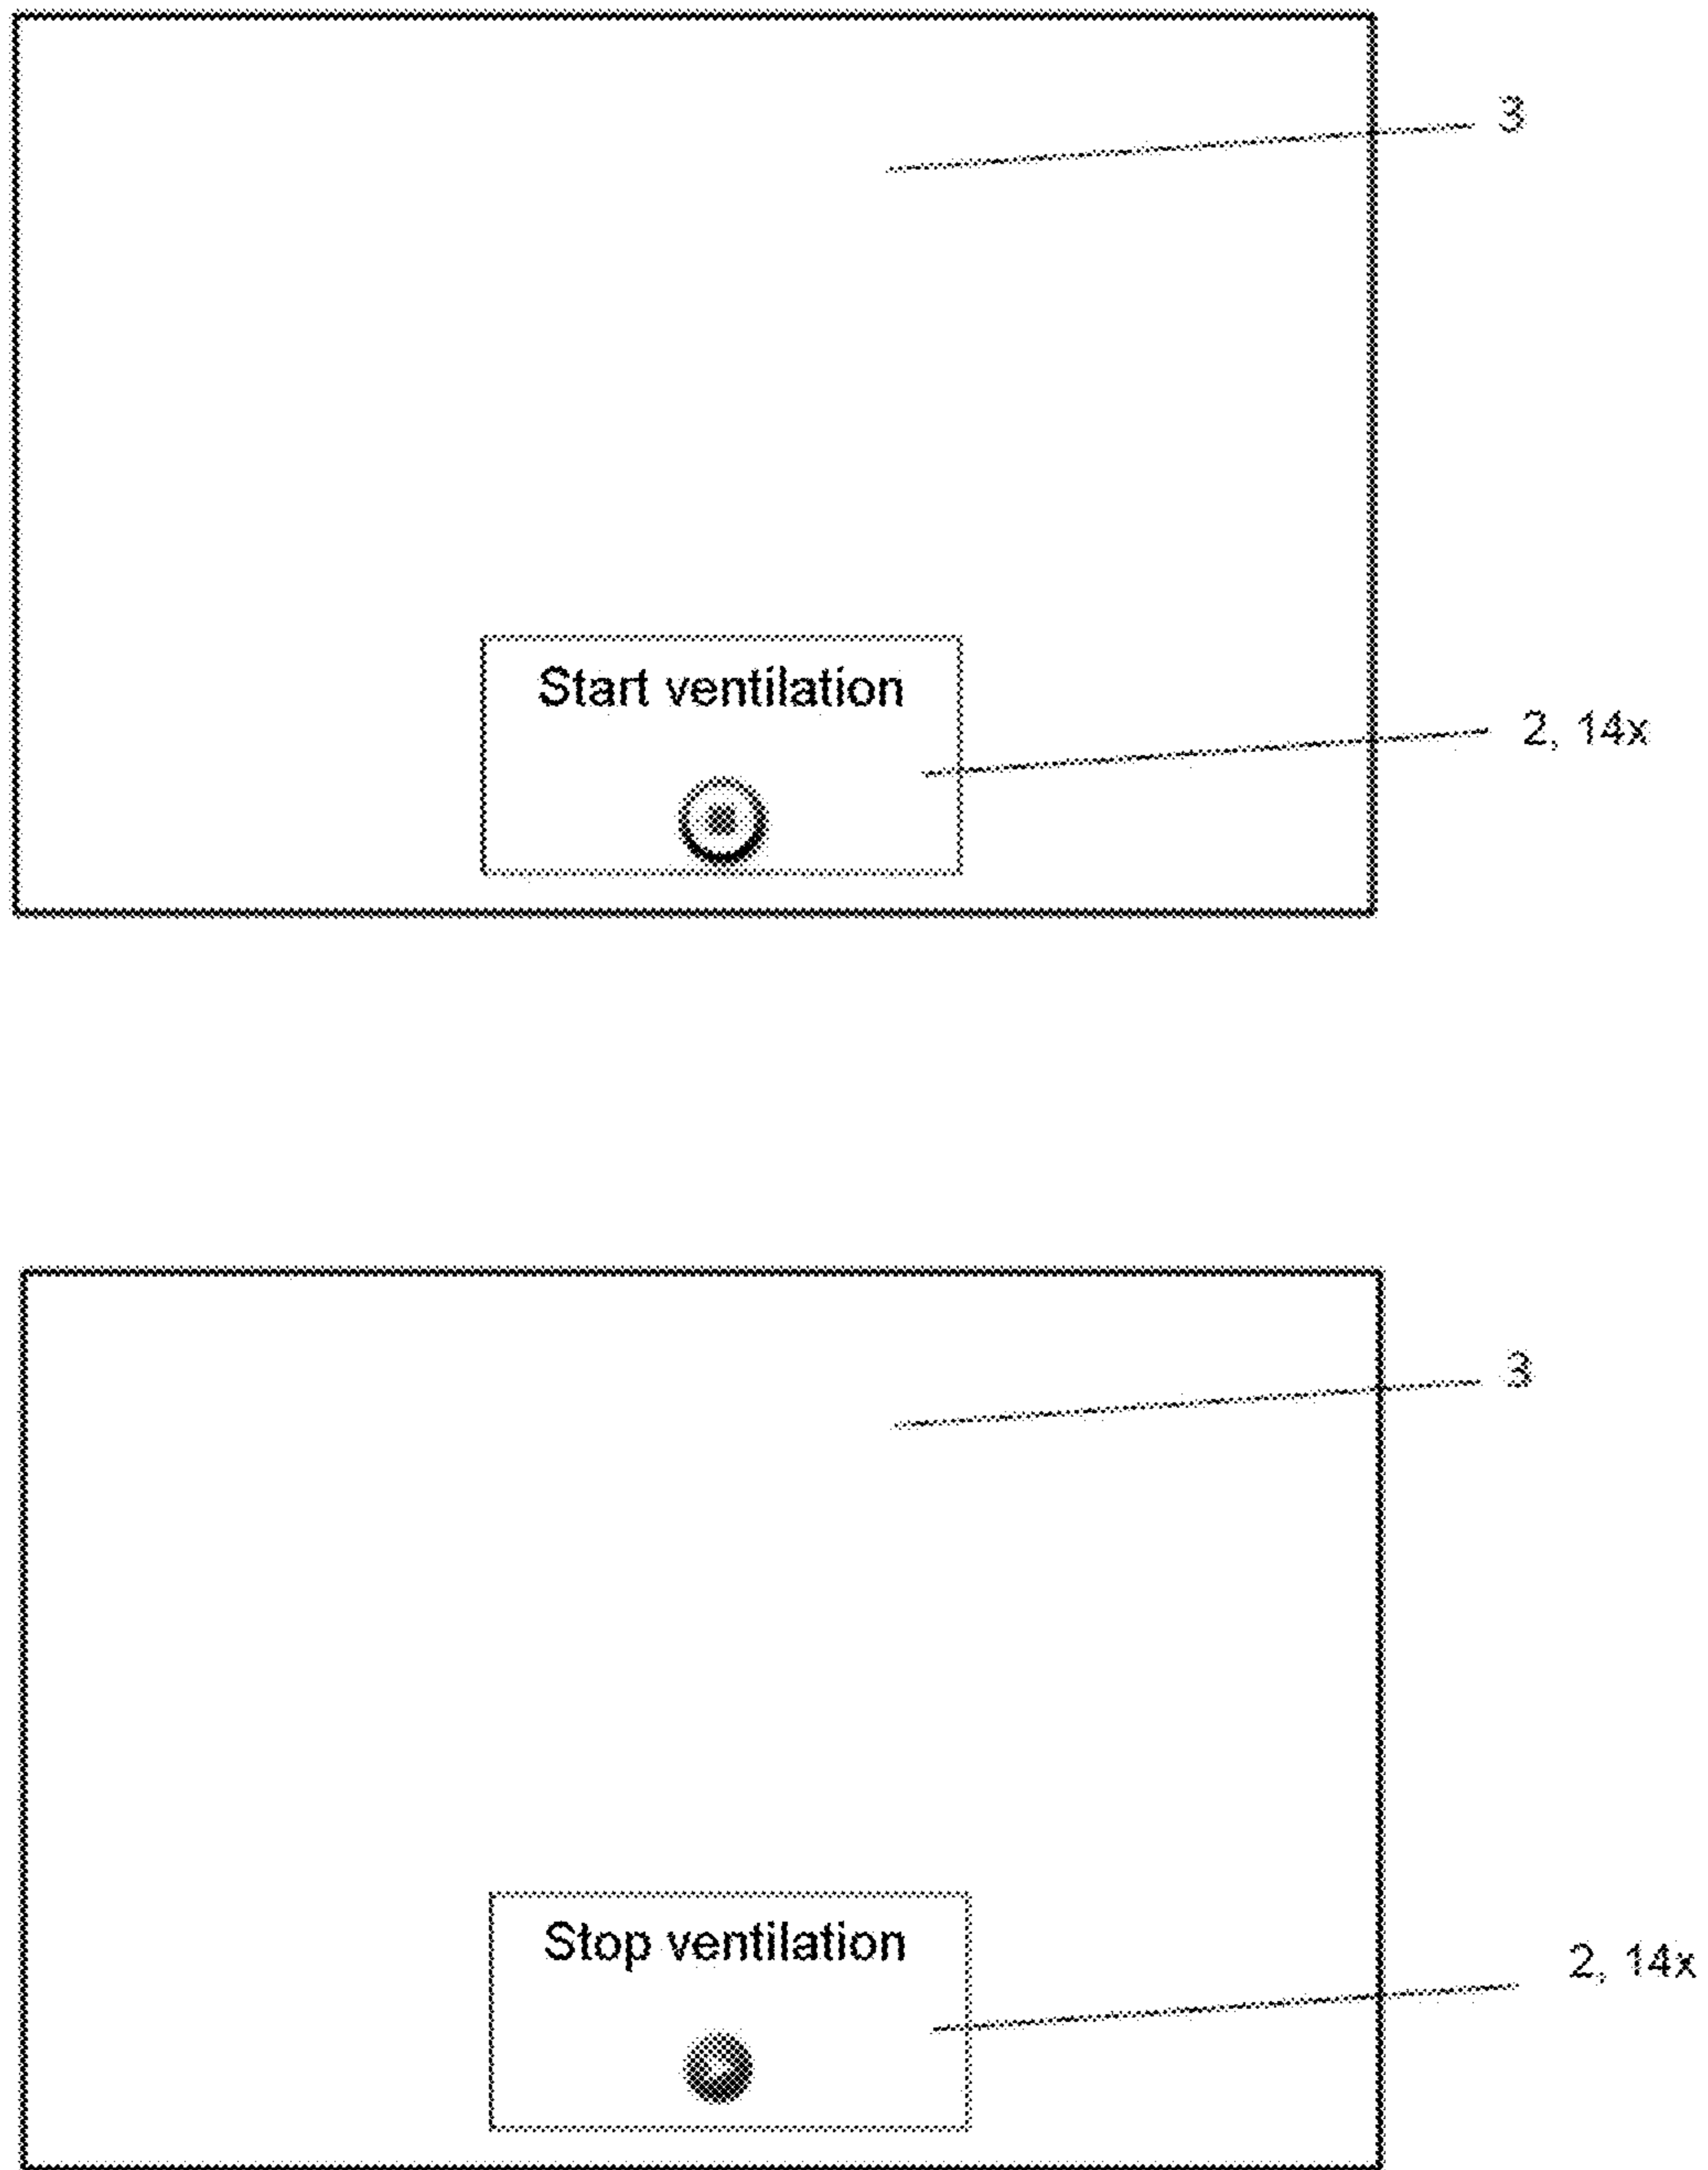 3
Start ventilation
2, 14x
3
Stop ventilation
2, 14x